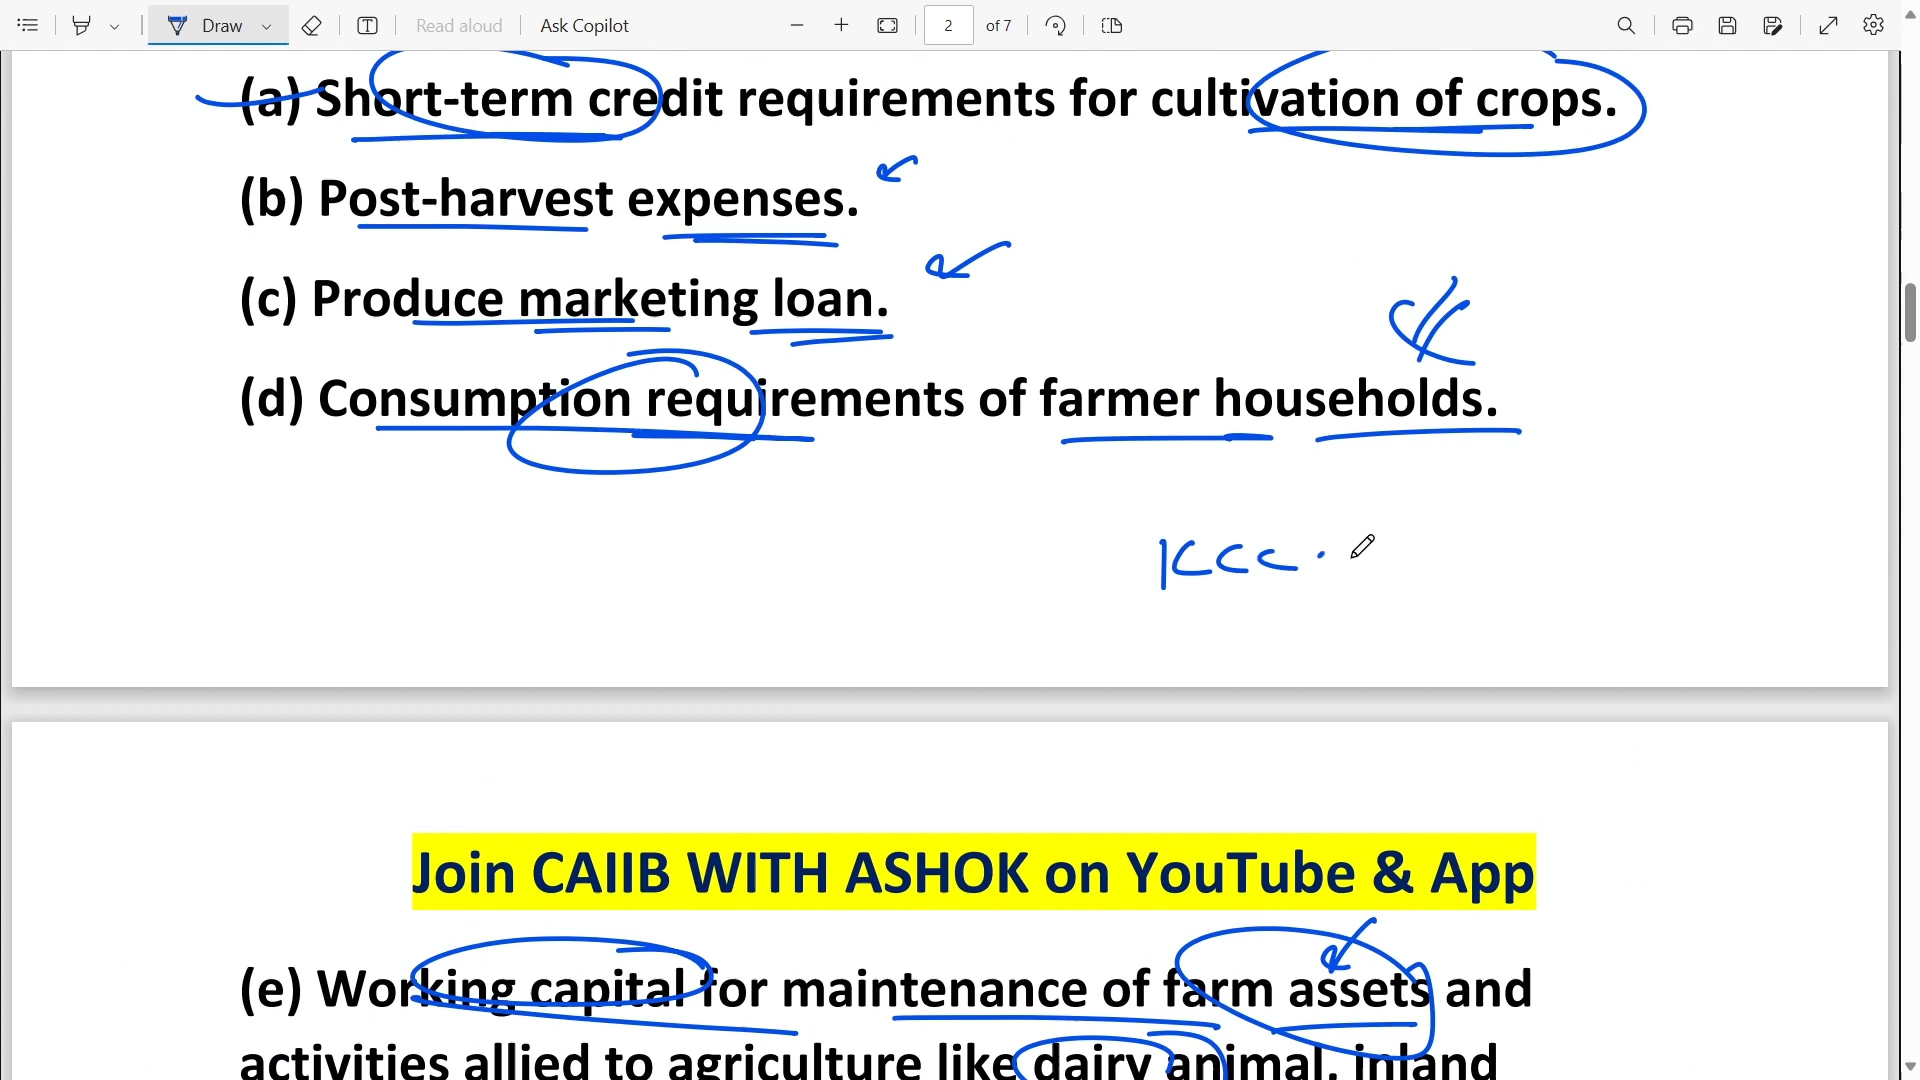 Draw
Read aloud
Ask Copilot
2
of 7
(a) Short-term credit requirements for cultivation of crops.
(b) Post-harvest expenses.
(c) Produce marketing loan.
(d) Consumption requirements of farmer households.
KCC .
Join CAIIB WITH ASHOK on YouTube & App
(e) Working capital for maintenance of farm assets and
activities allied to agriculture like dairy animal, inland